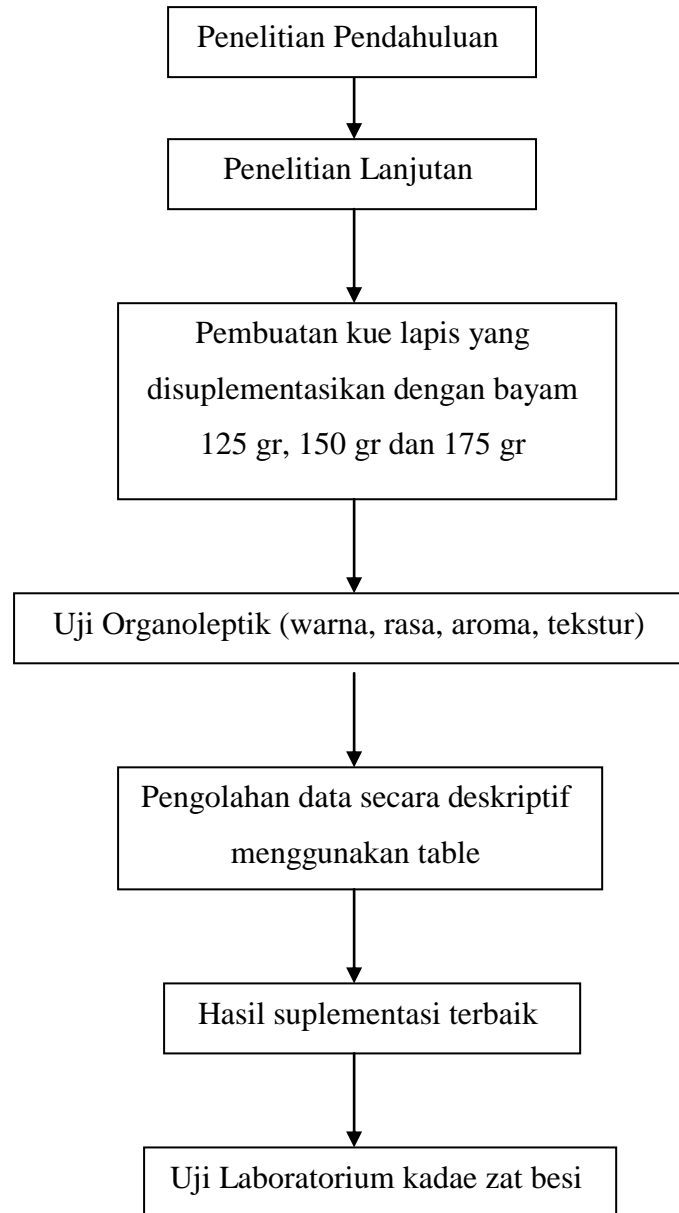 Penelitian Pendahuluan
Penelitian Lanjutan
Pembuatan kue lapis yang
disuplementasikan dengan bayam
125 gr, 150 gr dan 175 gr
Uji Organoleptik (warna, rasa, aroma, tekstur)
Pengolahan data secara deskriptif
menggunakan table
Hasil suplementasi terbaik
Uji Laboratorium kadae zat besi